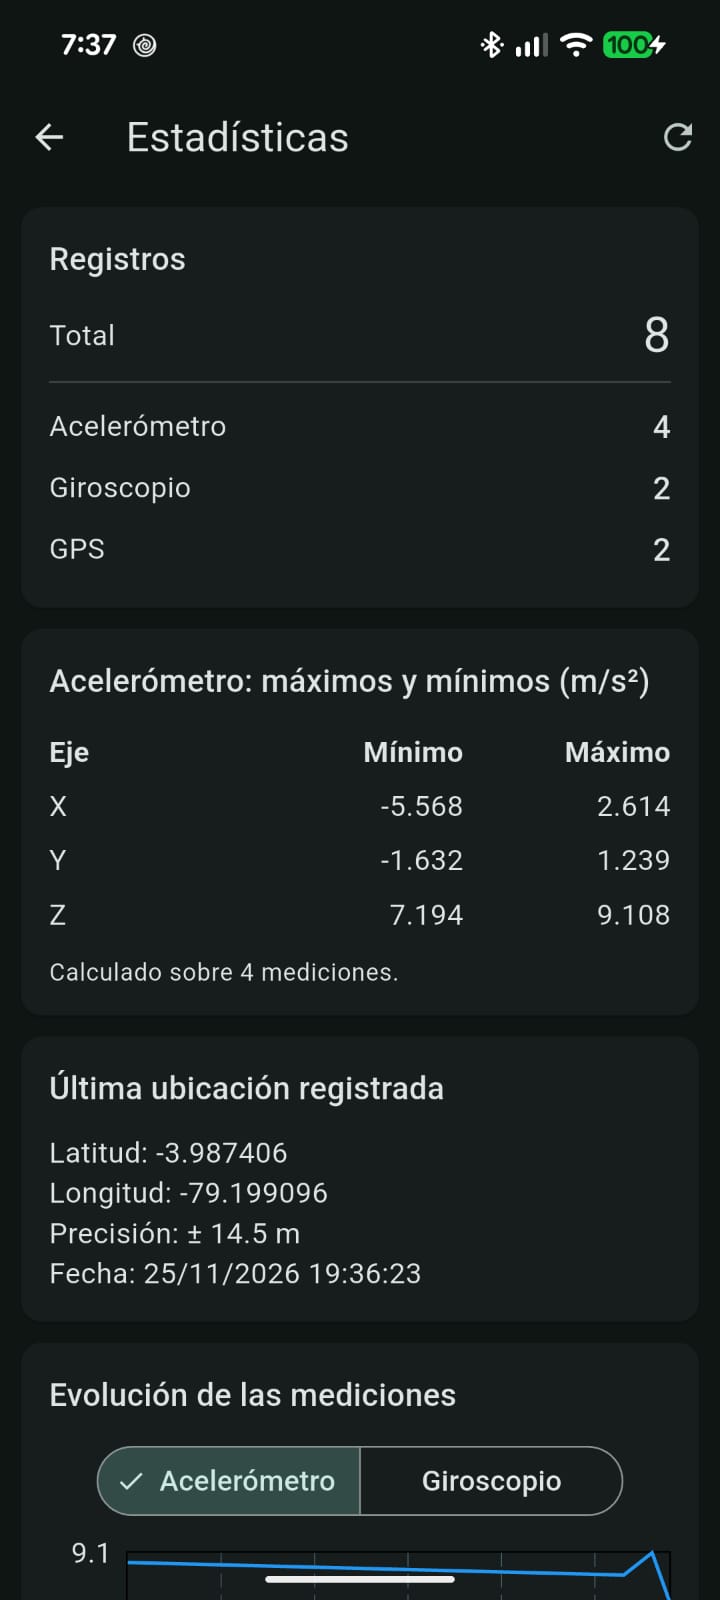 7:37 100
Estadísticas
Registros
Total 8
Acelerómetro 4
Giroscopio 2
GPS 2
Acelerómetro: máximos y mínimos (m/s²)
Eje Mínimo Máximo
X -5.568 2.614
Y -1.632 1.239
Z 7.194 9.108
Calculado sobre 4 mediciones.
Última ubicación registrada
Latitud: -3.987406
Longitud: -79.199096
Precisión: ± 14.5 m
Fecha: 25/11/2026 19:36:23
Evolución de las mediciones
Acelerómetro Giroscopio
9.1